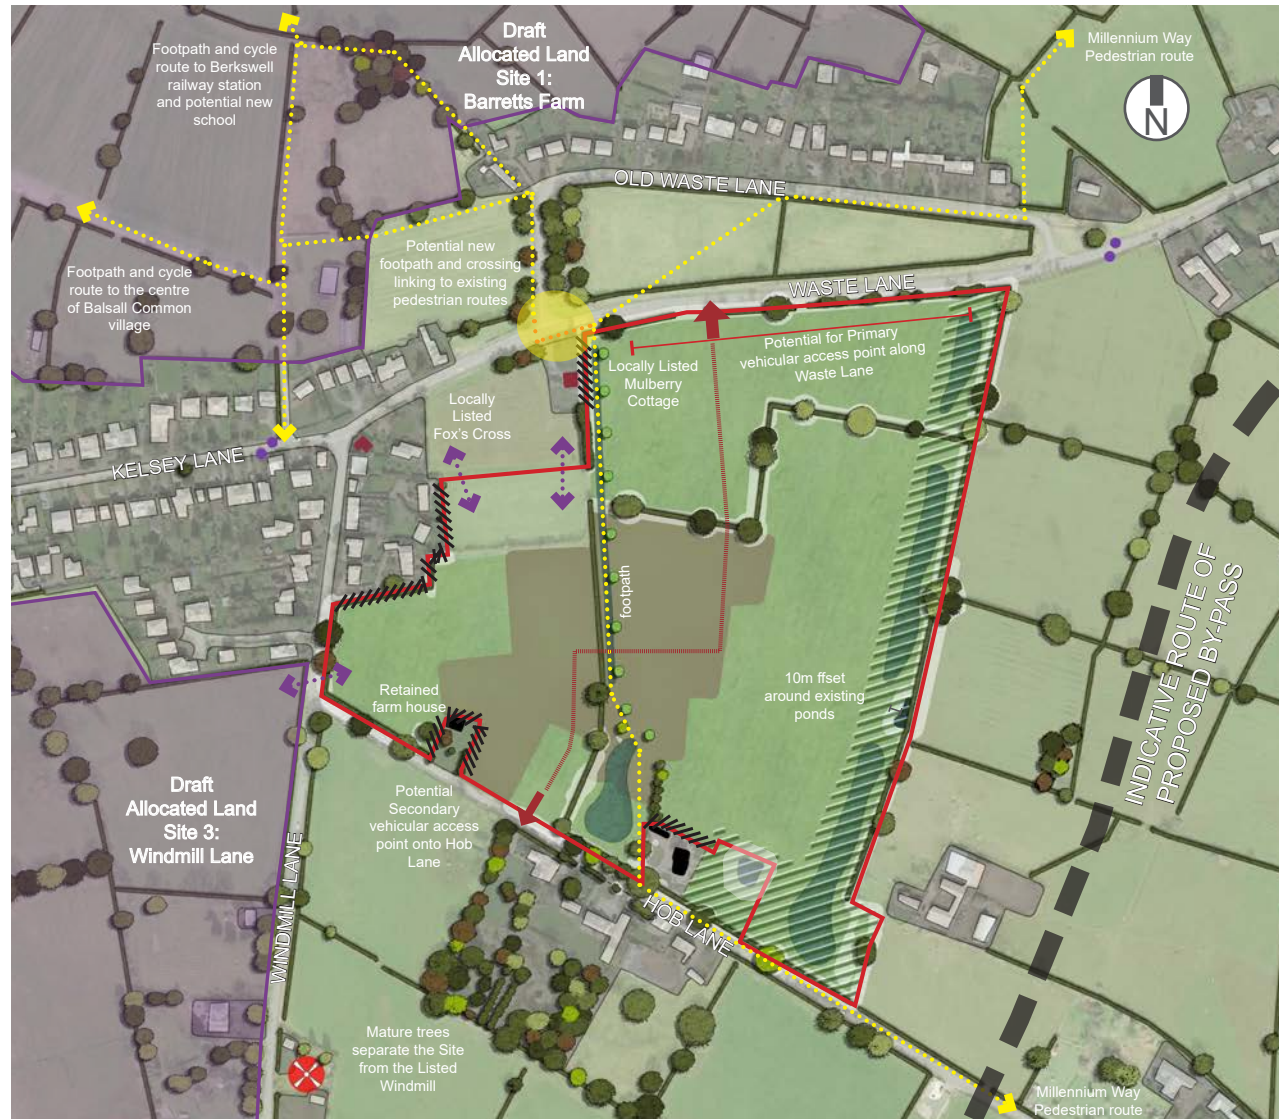 Draft
Allocated Land
Site 1:
Barretts Farm
Footpath and cycle
route to Berkswell
railway station
and potential new
school
Millennium Way
Pedestrian route
N
OLD WASTE LANE
Potential new
footpath and crossing
linking to existing
pedestrian routes
Footpath and cycle
route to the centre
of Balsall Common
village
WASTE LANE
Potential for Primary
vehicular access point along
Waste Lane
Locally Listed
Mulberry
Cottage
Locally
Listed
Fox's Cross
KELSEY LANE
footpath
INDICATIVE ROUTE OF
PROPOSED BY-PASS
10m ffset
around existing
ponds
Retained
farm house
Draft
Allocated Land
Site 3:
Windmill Lane
Potential
Secondary
vehicular access
point onto Hob
Lane
WINDMILL LANE
HOB LANE
Mature trees
separate the Site
from the Listed
Windmill
Millennium Way
Pedestrian route